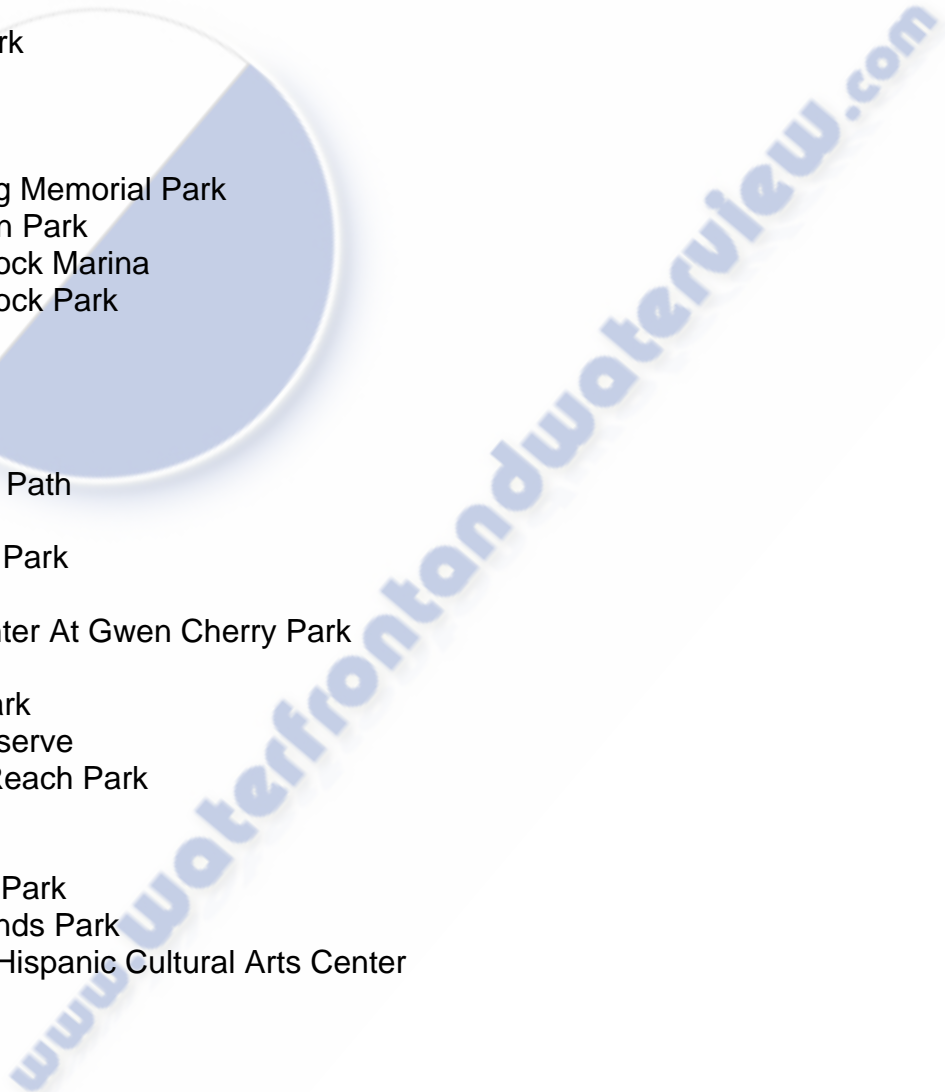 rk
g Memorial Park
n Park
ock Marina
ock Park
Path
Park
ter At Gwen Cherry Park
ark
serve
Reach Park
Park
nds Park
Hispanic Cultural Arts Center
www.waterfrontandwaterview.com